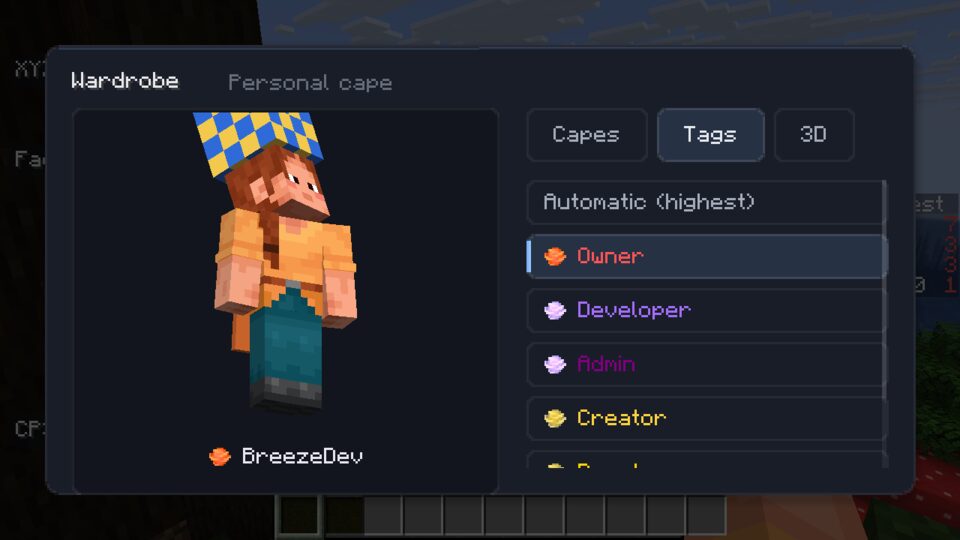 Wardrobe
Personal cape
Capes
Tags
3D
Automatic (highest)
Owner
Developer
Admin
Creator
BreezeDev